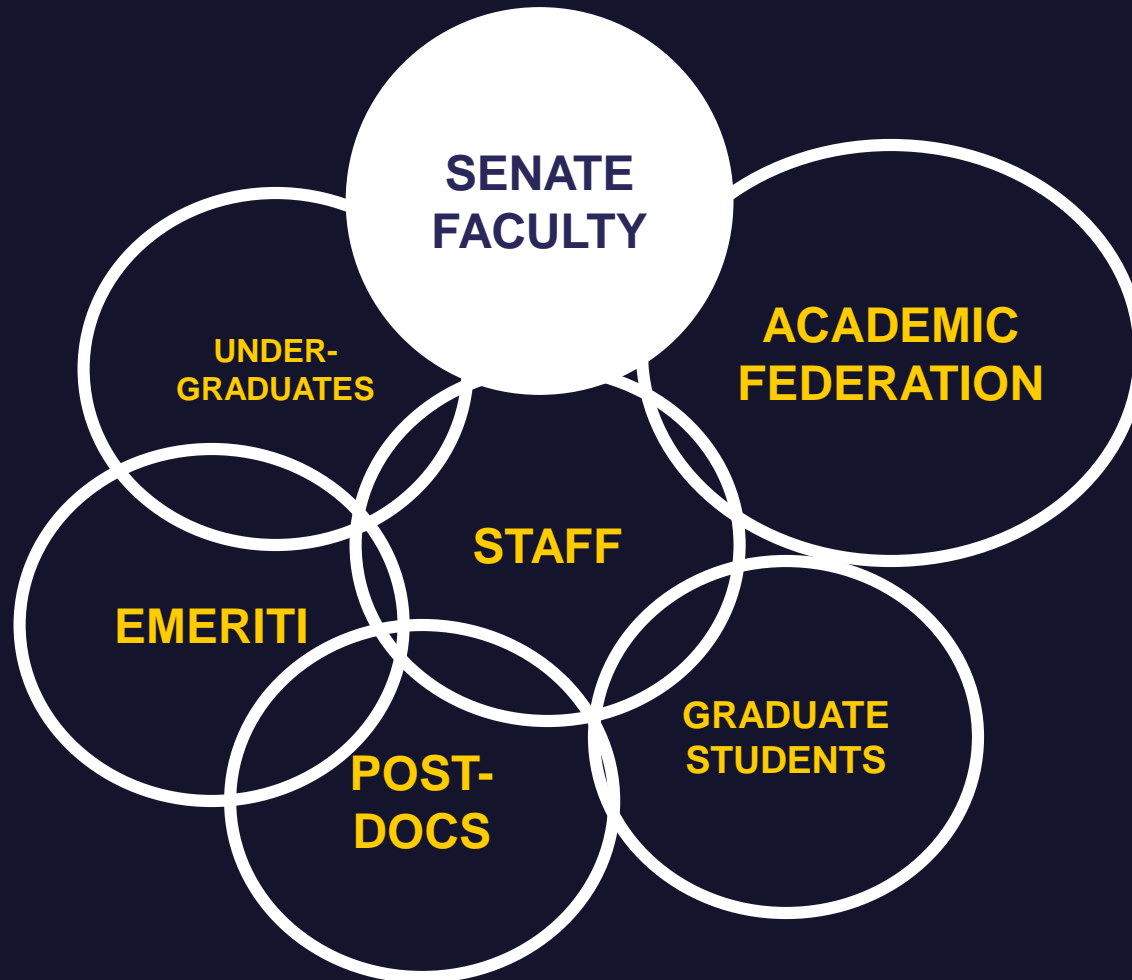 SENATE
FACULTY
ACADEMIC
FEDERATION
UNDER-
GRADUATES
STAFF
EMERITI
GRADUATE
STUDENTS
POST-
DOCS